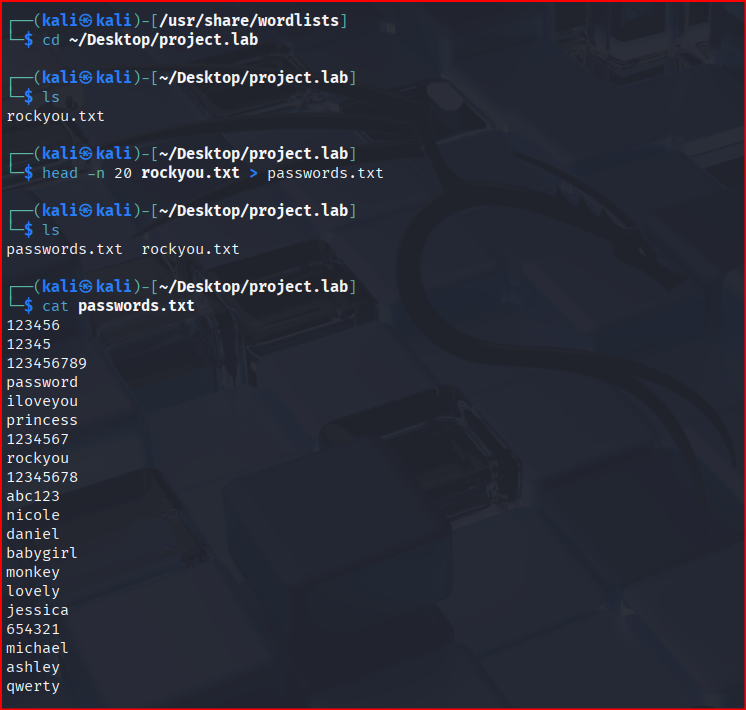 ┌──(kali㉿kali)-[/usr/share/wordlists]
└─$ cd ~/Desktop/project.lab
┌──(kali㉿kali)-[~/Desktop/project.lab]
└─$ ls
rockyou.txt
┌──(kali㉿kali)-[~/Desktop/project.lab]
└─$ head -n 20 rockyou.txt > passwords.txt
┌──(kali㉿kali)-[~/Desktop/project.lab]
└─$ ls
passwords.txt  rockyou.txt
┌──(kali㉿kali)-[~/Desktop/project.lab]
└─$ cat passwords.txt
123456
12345
123456789
password
iloveyou
princess
1234567
rockyou
12345678
abc123
nicole
daniel
babygirl
monkey
lovely
jessica
654321
michael
ashley
qwerty